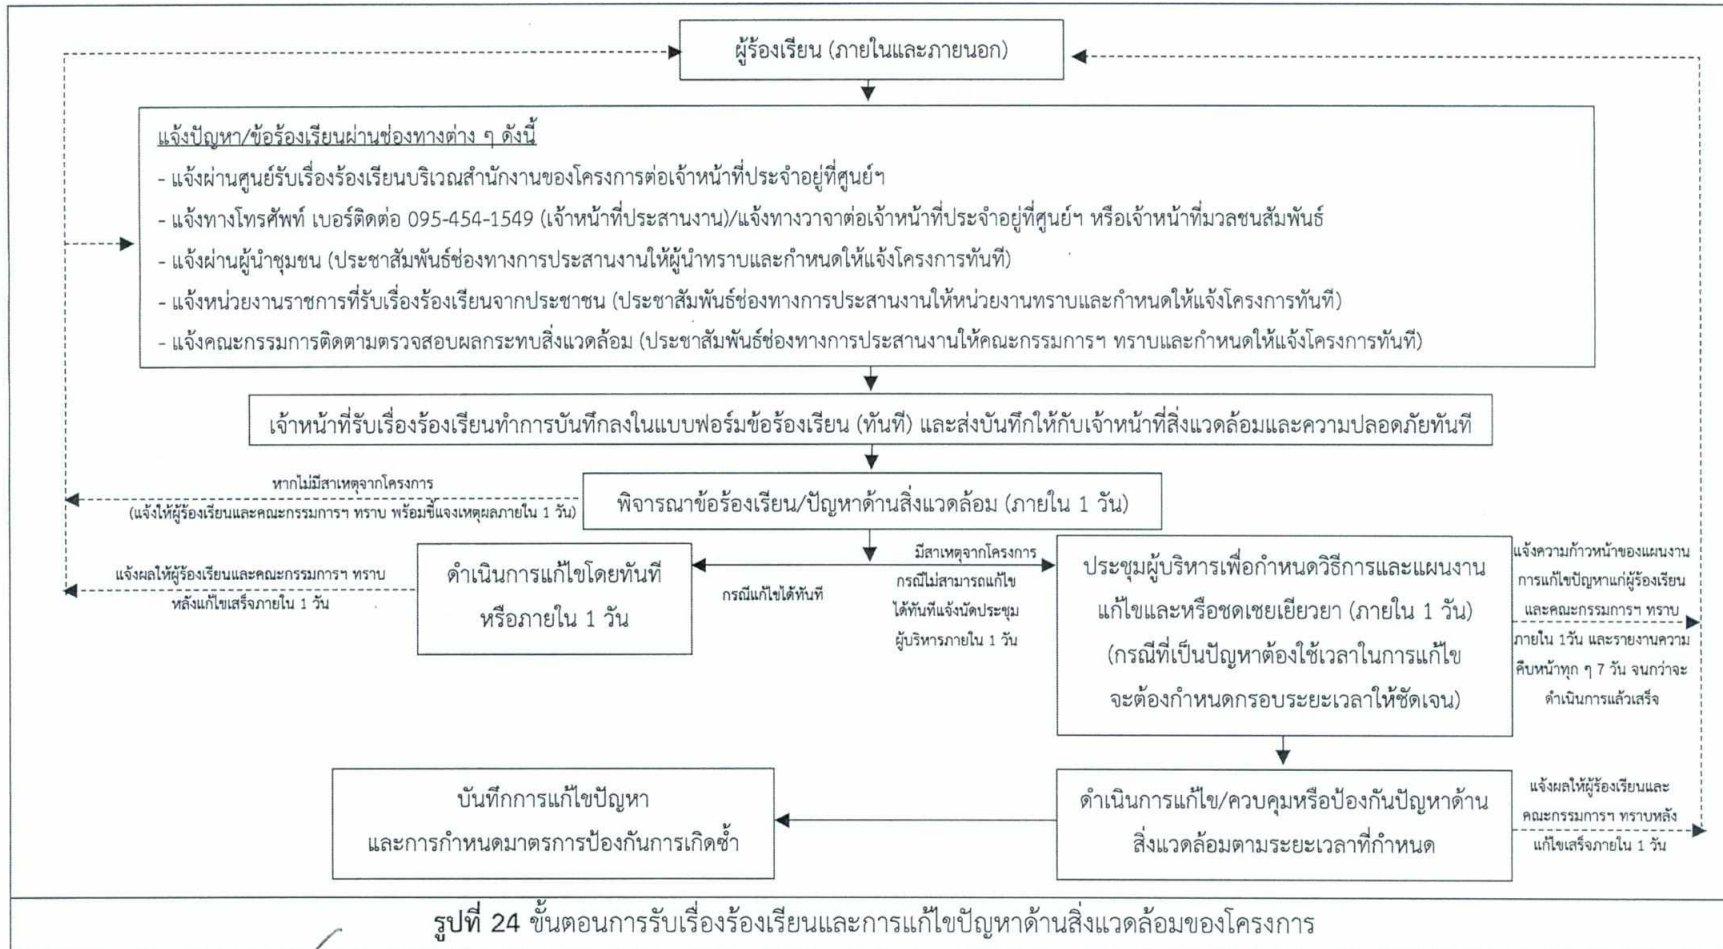 ผู้ร้องเรียน (ภายในและภายนอก)
แจ้งปัญหา/ข้อร้องเรียนผ่านช่องทางต่าง ๆ ดังนี้
- แจ้งผ่านศูนย์รับเรื่องร้องเรียนบริเวณสำนักงานของโครงการต่อเจ้าหน้าที่ประจำอยู่ที่ศูนย์ฯ
- แจ้งทางโทรศัพท์ เบอร์ติดต่อ 095-454-1549 (เจ้าหน้าที่ประสานงาน)/แจ้งทางวาจาต่อเจ้าหน้าที่ประจำอยู่ที่ศูนย์ฯ หรือเจ้าหน้าที่มวลชนสัมพันธ์
- แจ้งผ่านผู้นำชุมชน (ประชาสัมพันธ์ช่องทางการประสานงานให้ผู้นำทราบและกำหนดให้แจ้งโครงการทันที)
- แจ้งหน่วยงานราชการที่รับเรื่องร้องเรียนจากประชาชน (ประชาสัมพันธ์ช่องทางการประสานงานให้หน่วยงานทราบและกำหนดให้แจ้งโครงการทันที)
- แจ้งคณะกรรมการติดตามตรวจสอบผลกระทบสิ่งแวดล้อม (ประชาสัมพันธ์ช่องทางการประสานงานให้คณะกรรมการฯ ทราบและกำหนดให้แจ้งโครงการทันที)
เจ้าหน้าที่รับเรื่องร้องเรียนทำการบันทึกลงในแบบฟอร์มข้อร้องเรียน (ทันที) และส่งบันทึกให้กับเจ้าหน้าที่สิ่งแวดล้อมและความปลอดภัยทันที
หากไม่มีสาเหตุจากโครงการ
(แจ้งให้ผู้ร้องเรียนและคณะกรรมการฯ ทราบ พร้อมชี้แจงเหตุผลภายใน 1 วัน)
พิจารณาข้อร้องเรียน/ปัญหาด้านสิ่งแวดล้อม (ภายใน 1 วัน)
แจ้งผลให้ผู้ร้องเรียนและคณะกรรมการฯ ทราบ
หลังแก้ไขเสร็จภายใน 1 วัน
ดำเนินการแก้ไขโดยทันที
หรือภายใน 1 วัน
กรณีแก้ไขได้ทันที
มีสาเหตุจากโครงการ
กรณีไม่สามารถแก้ไข
ได้ทันทีแจ้งนัดประชุม
ผู้บริหารภายใน 1 วัน
ประชุมผู้บริหารเพื่อกำหนดวิธีการและแผนงาน
แก้ไขและหรือชดเชยเยียวยา (ภายใน 1 วัน)
(กรณีที่เป็นปัญหาต้องใช้เวลาในการแก้ไข
จะต้องกำหนดกรอบระยะเวลาให้ชัดเจน)
แจ้งความก้าวหน้าของแผนงาน
การแก้ไขปัญหาแก่ผู้ร้องเรียน
และคณะกรรมการฯ ทราบ
ภายใน 1วัน และรายงานความ
คืบหน้าทุก ๆ 7 วัน จนกว่าจะ
ดำเนินการแล้วเสร็จ
บันทึกการแก้ไขปัญหา
และการกำหนดมาตรการป้องกันการเกิดซ้ำ
ดำเนินการแก้ไข/ควบคุมหรือป้องกันปัญหาด้าน
สิ่งแวดล้อมตามระยะเวลาที่กำหนด
แจ้งผลให้ผู้ร้องเรียนและ
คณะกรรมการฯ ทราบหลัง
แก้ไขเสร็จภายใน 1 วัน
รูปที่ 24 ขั้นตอนการรับเรื่องร้องเรียนและการแก้ไขปัญหาด้านสิ่งแวดล้อมของโครงการ